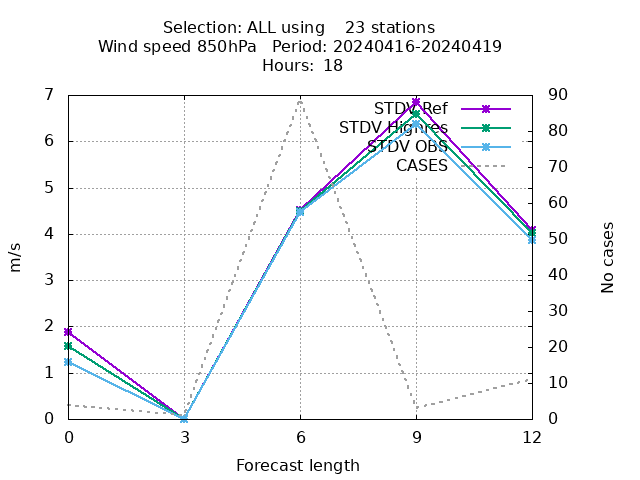 Selection: ALL using    23 stations
Wind speed 850hPa   Period: 20240416-20240419
Hours: 18
STDV Ref
STDV Highres
STDV OBS
CASES
7
6
5
4
3
2
1
0
90
80
70
60
50
40
30
20
10
0
m/s
No cases
0 3 6 9 12
Forecast length